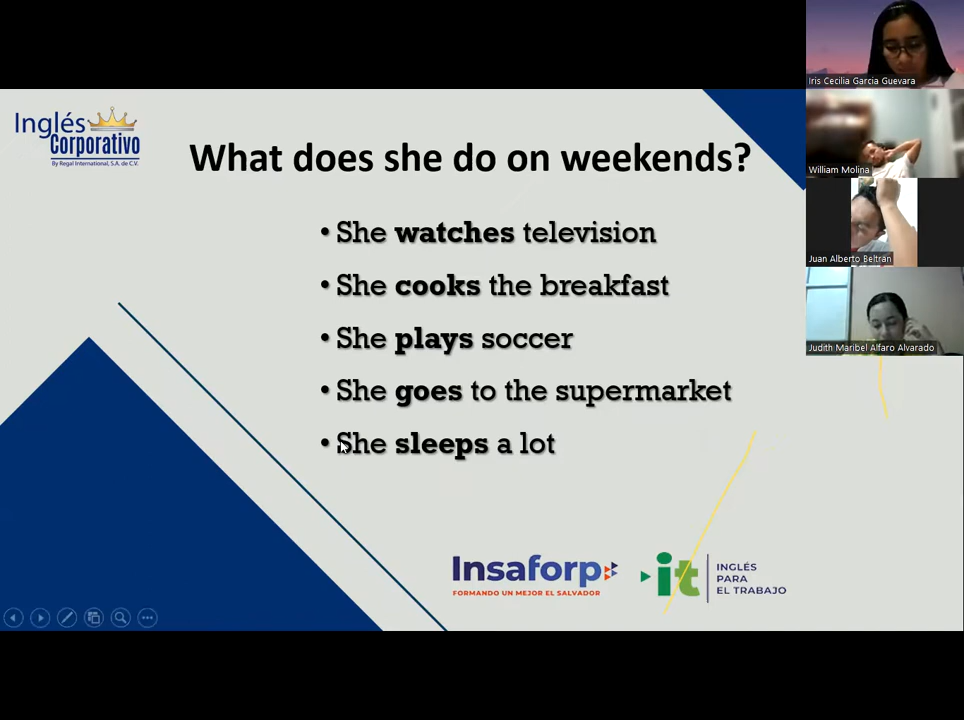 Iris Cecilia Garcia Guevara
Inglés
Corporativo
By Regal International, S.A. de C.V.
What does she do on weekends?
William Molina
• She watches television
Juan Alberto Beltrán
• She cooks the breakfast
• She plays soccer
Judith Maribel Alfaro Alvarado
• She goes to the supermarket
• She sleeps a lot
Insaforp
FORMANDO UN MEJOR EL SALVADOR
it
INGLÉS
PARA
EL TRABAJO